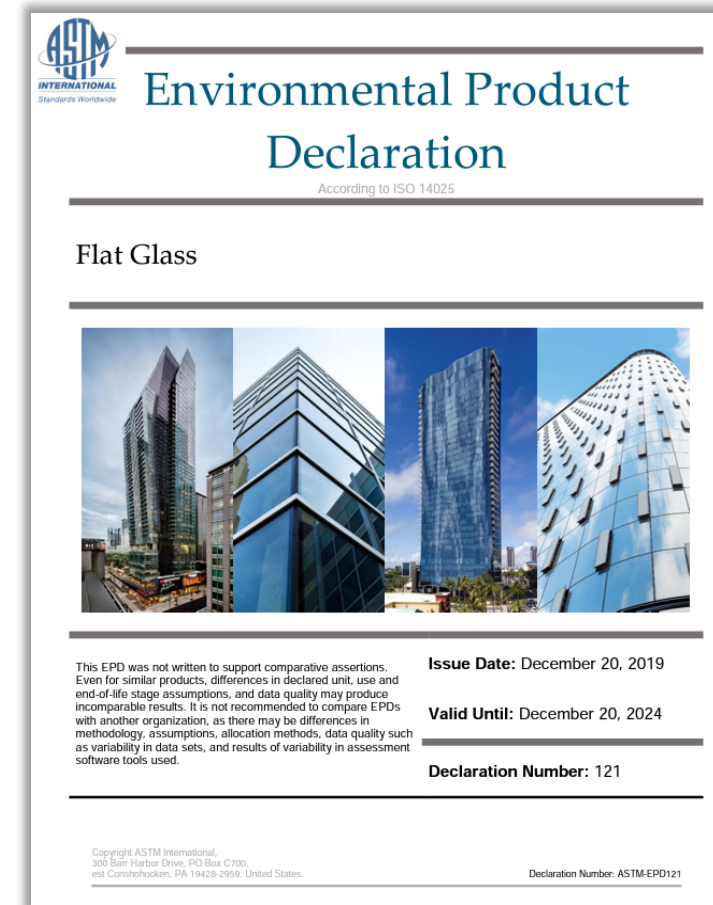 ASTM
INTERNATIONAL
Standards Worldwide
Environmental Product
Declaration
According to ISO 14025
Flat Glass
This EPD was not written to support comparative assertions.
Even for similar products, differences in declared unit, use and
end-of-life stage assumptions, and data quality may produce
incomparable results. It is not recommended to compare EPDs
with another organization, as there may be differences in
methodology, assumptions, allocation methods, data quality such
as variability in data sets, and results of variability in assessment
software tools used.
Issue Date: December 20, 2019
Valid Until: December 20, 2024
Declaration Number: 121
Copyright ASTM International,
300 Barr Harbor Drive, PO Box C700,
est Conshohocken, PA 19428-2959. United States.
Declaration Number: ASTM-EPD121